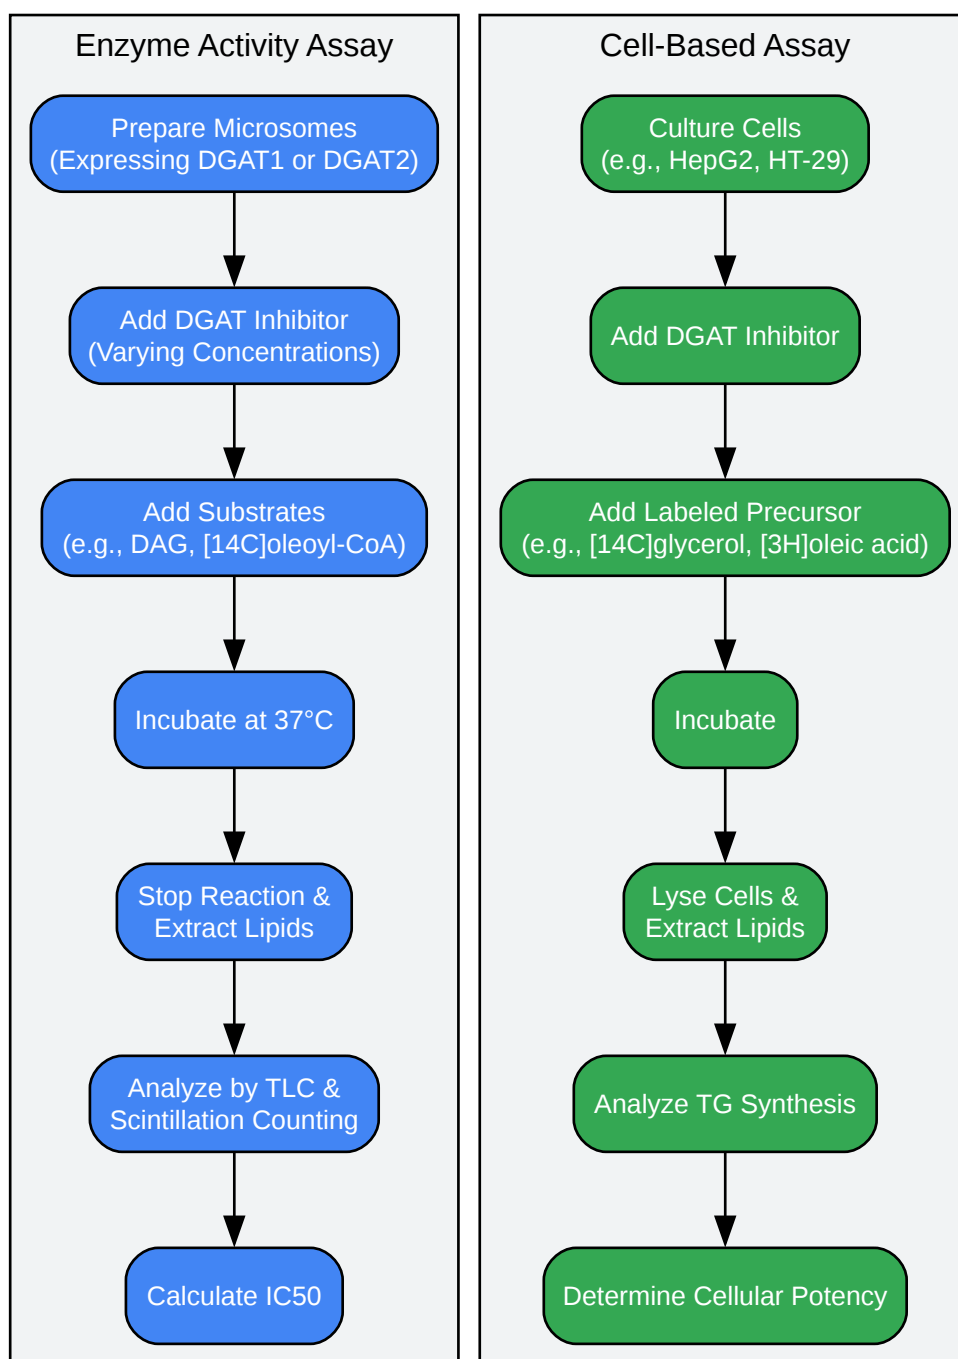 Enzyme Activity Assay
Prepare Microsomes
(Expressing DGAT1 or DGAT2)
Add DGAT Inhibitor
(Varying Concentrations)
Add Substrates
(e.g., DAG, [14C]oleoyl-CoA)
Incubate at 37°C
Stop Reaction &
Extract Lipids
Analyze by TLC &
Scintillation Counting
Calculate IC50
Cell-Based Assay
Culture Cells
(e.g., HepG2, HT-29)
Add DGAT Inhibitor
Add Labeled Precursor
(e.g., [14C]glycerol, [3H]oleic acid)
Incubate
Lyse Cells &
Extract Lipids
Analyze TG Synthesis
Determine Cellular Potency